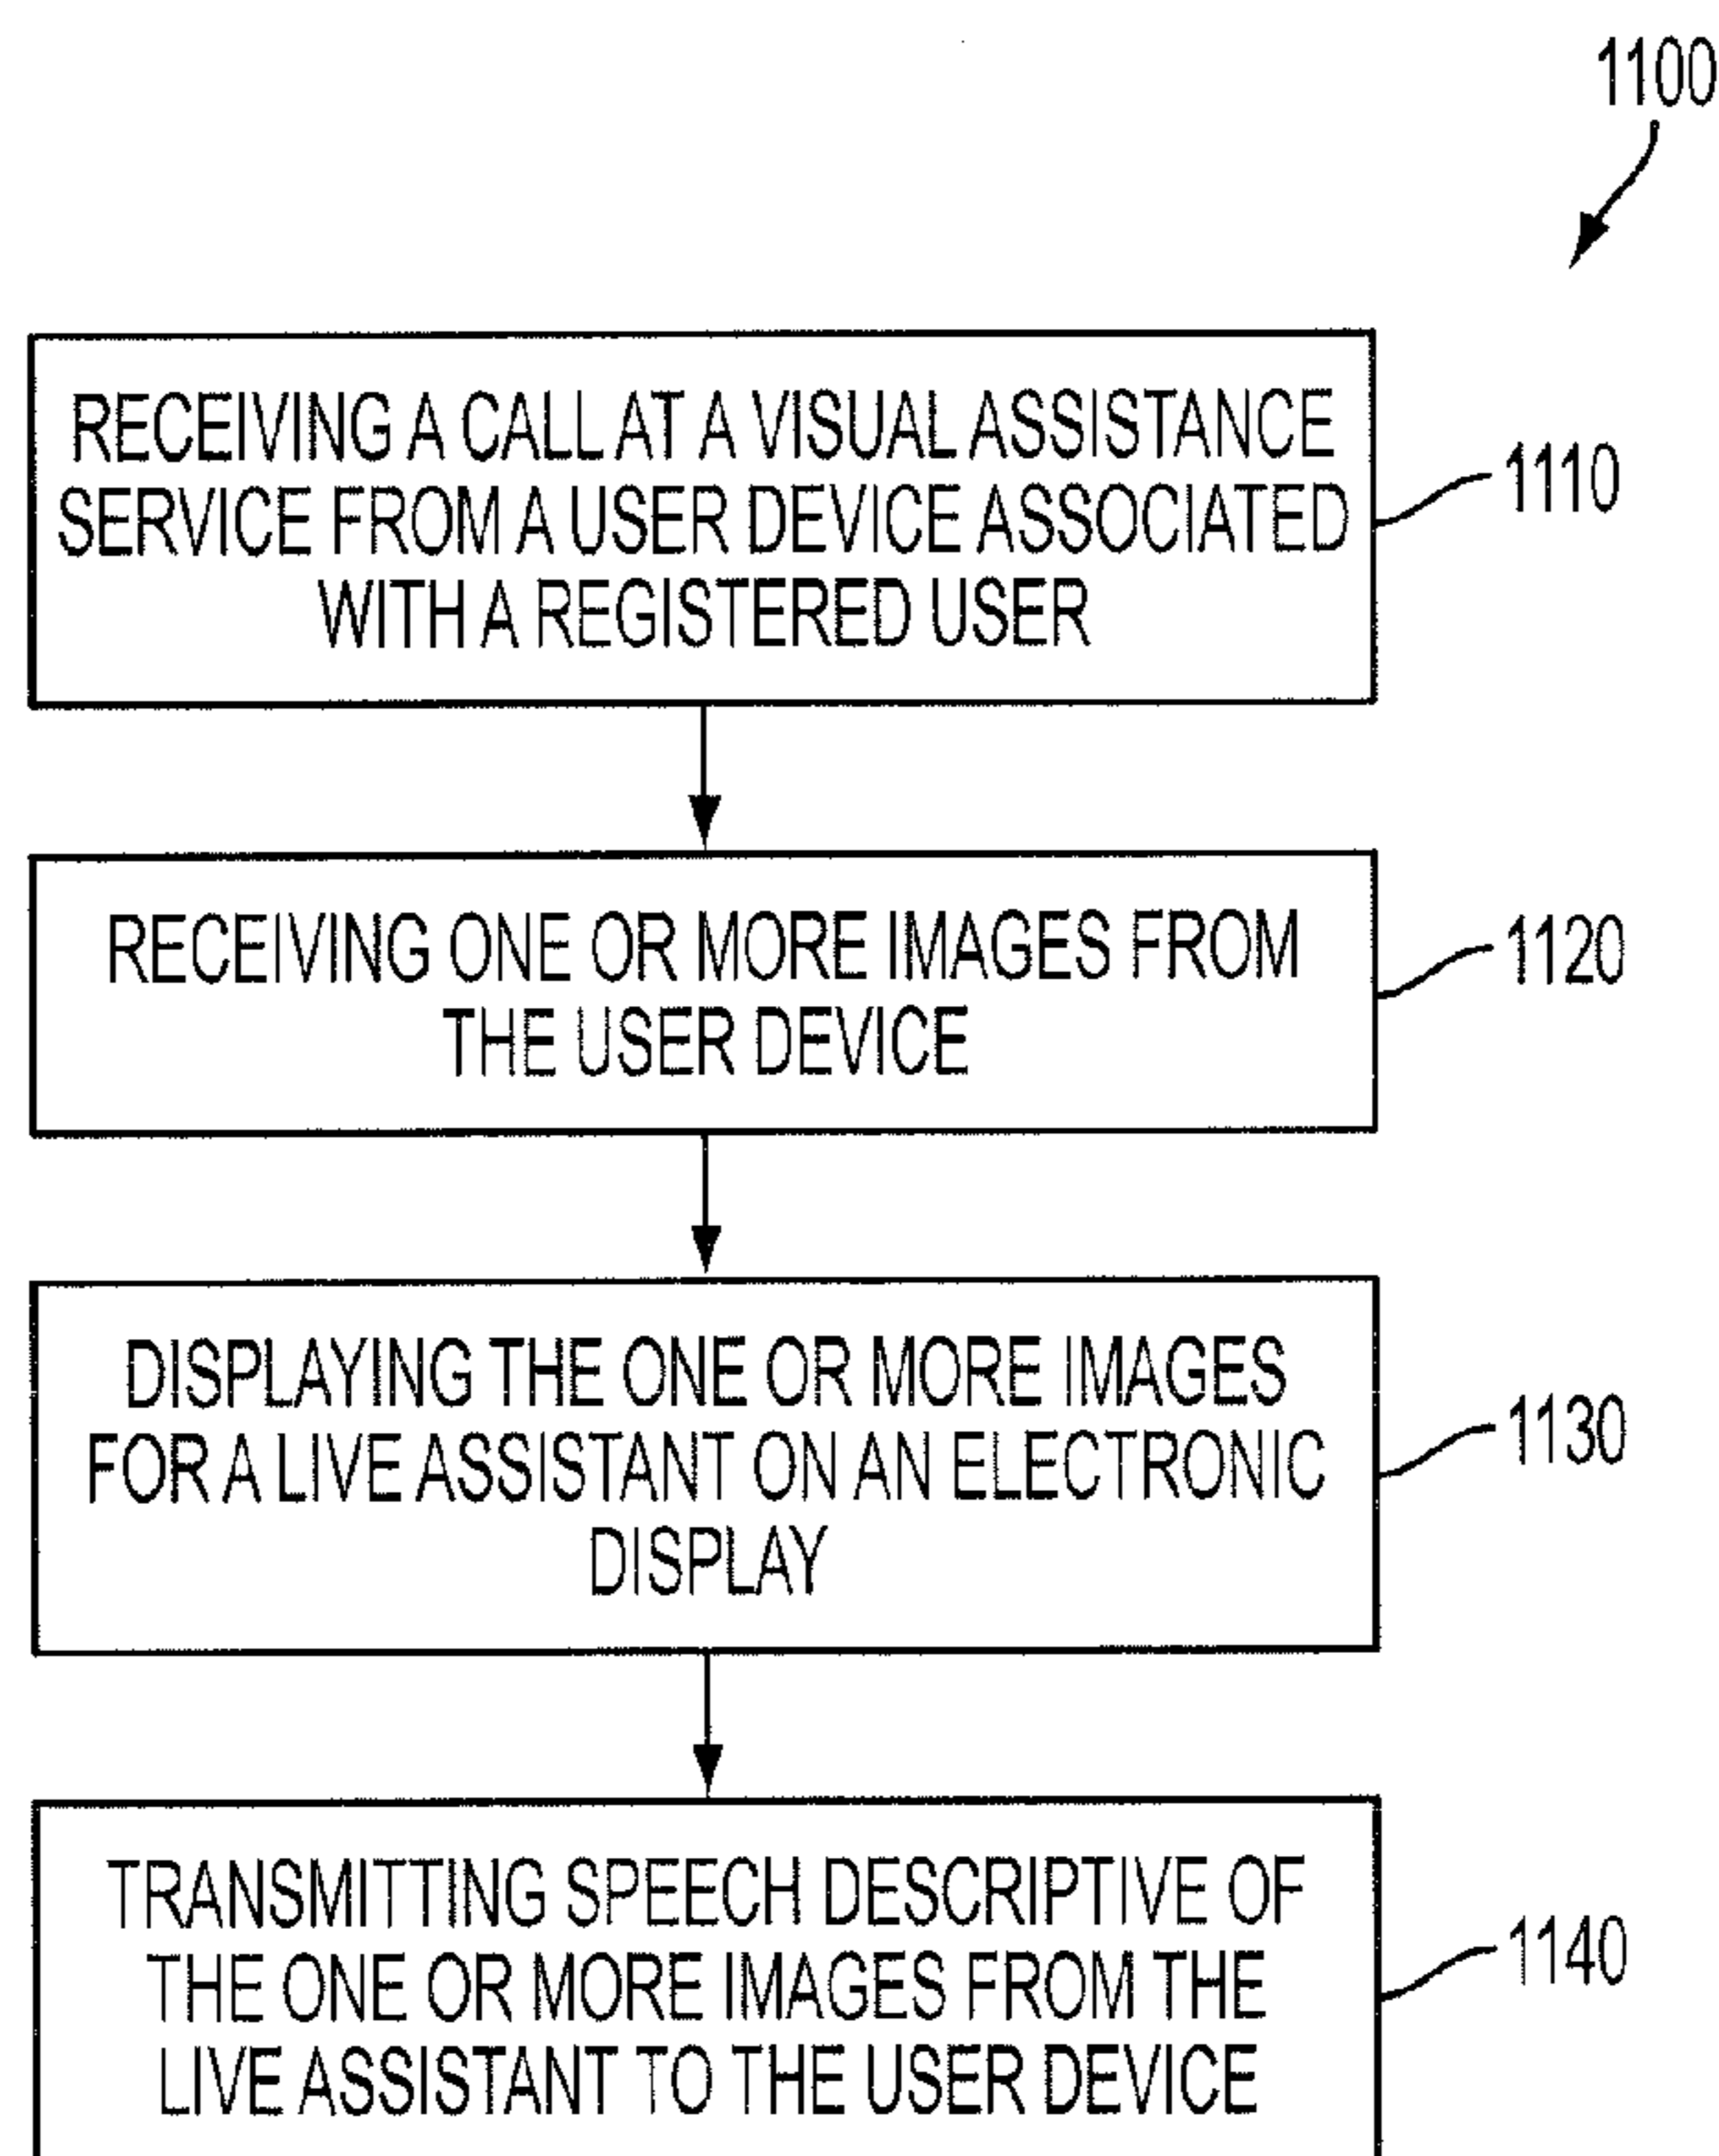 1100
RECEIVING A CALL AT A VISUAL ASSISTANCE
SERVICE FROM A USER DEVICE ASSOCIATED
WITH A REGISTERED USER
1110
RECEIVING ONE OR MORE IMAGES FROM
THE USER DEVICE
1120
DISPLAYING THE ONE OR MORE IMAGES
FOR A LIVE ASSISTANT ON AN ELECTRONIC
DISPLAY
1130
TRANSMITTING SPEECH DESCRIPTIVE OF
THE ONE OR MORE IMAGES FROM THE
LIVE ASSISTANT TO THE USER DEVICE
1140